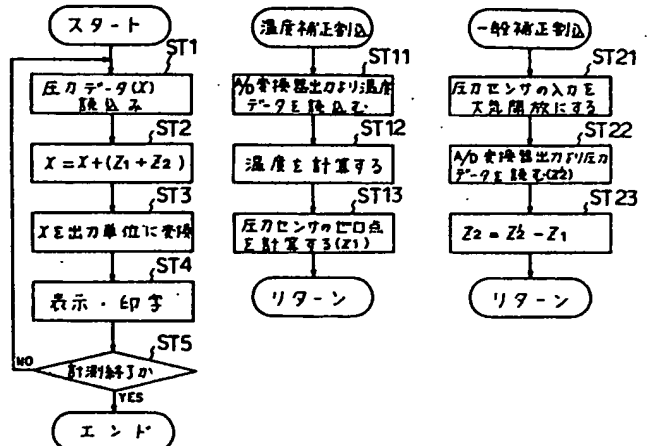 スタート
ST1
圧力データ(X)
読込み
ST2
X=X+(Z1+Z2)
ST3
Xを出力単位に変換
ST4
表示・印字
ST5
計測終了か
NO
YES
エンド
温度補正割込
ST11
A/D変換器出力より温度
データを読込む
ST12
温度を計算する
ST13
圧力センサのゼロ点
を計算する(Z1)
リターン
一般補正割込
ST21
圧力センサの入力を
大気開放にする
ST22
A/D変換器出力より圧力
データを読む(Z2')
ST23
Z2=Z2'-Z1
リターン